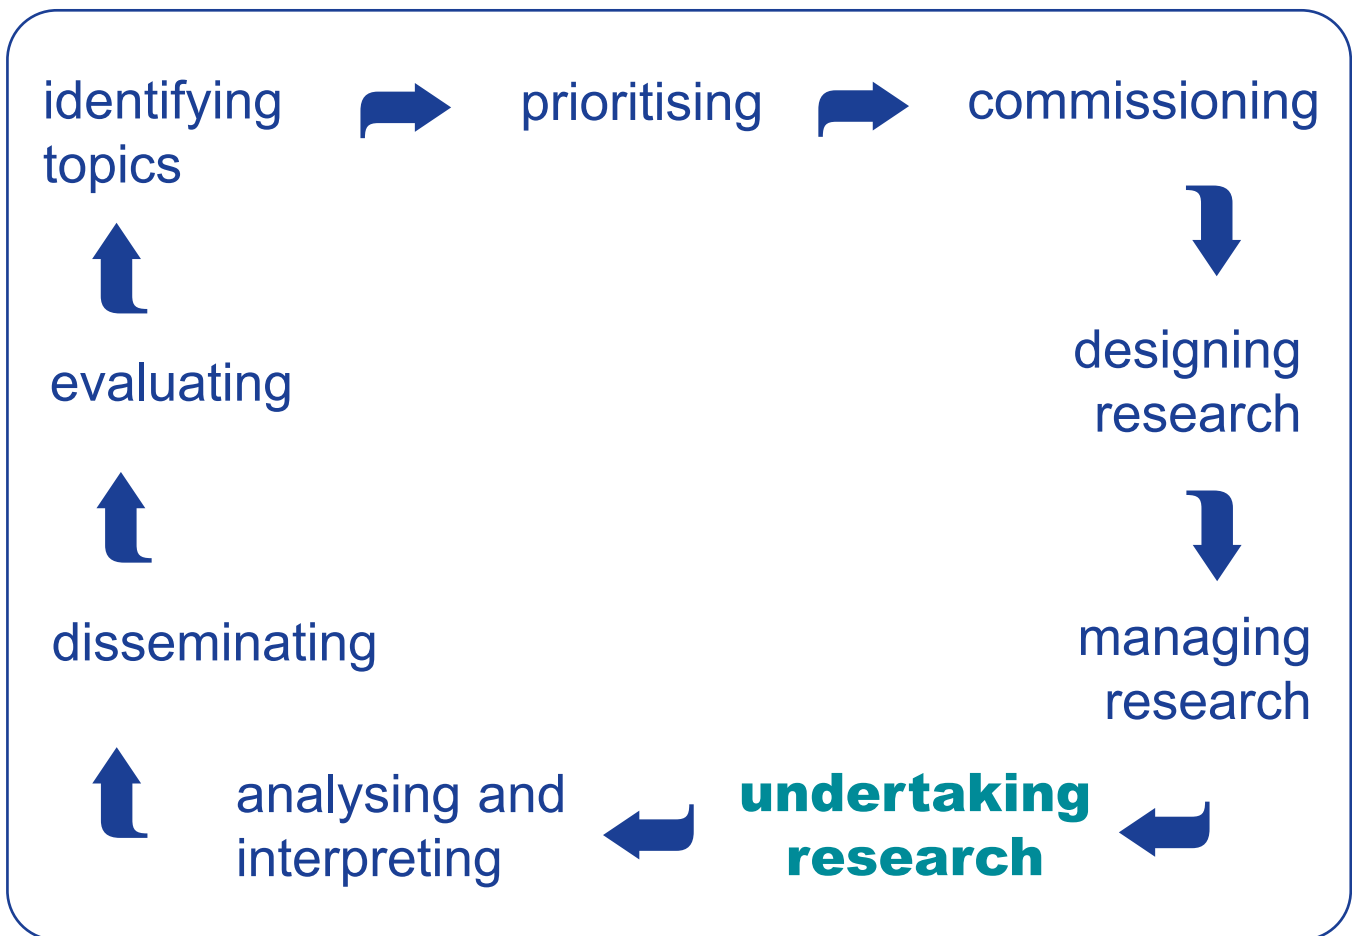 identifying
topics
prioritising
commissioning
designing
research
managing
research
undertaking
research
analysing and
interpreting
disseminating
evaluating